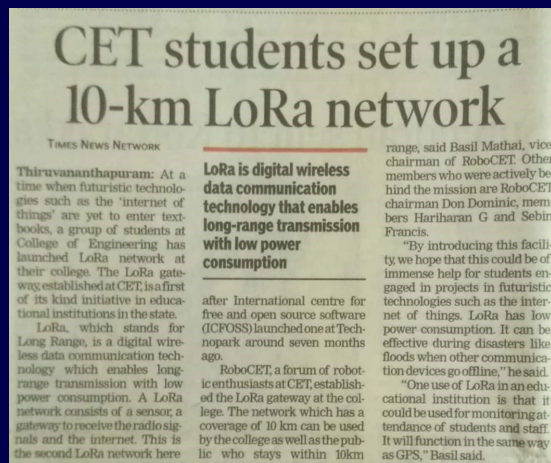 CET students set up a
10-km LoRa network
TIMES NEWS NETWORK
Thiruvananthapuram: At a
time when futuristic technolo-
gies such as the ‘internet of
things’ are yet to enter text-
books, a group of students at
College of Engineering has
launched LoRa network at
their college. The LoRa gate-
way established at CET, is a first
of its kind initiative in educa-
tional institutions in the state.
LoRa, which stands for
Long Range, is a digital wire-
less data communication tech-
nology which enables long-
range transmission with low
power consumption. A LoRa
network consists of a sensor, a
gateway to receive the radio sig-
nals and the internet. This is
the second LoRa network here
LoRa is digital wireless
data communication
technology that enables
long-range transmission
with low power
consumption
after International centre for
free and open source software
(ICFOSS) launched one at Tech-
nopark around seven months
ago.
RoboCET, a forum of robot-
ic enthusiasts at CET, establish-
ed the LoRa gateway at the col-
lege. The network which has a
coverage of 10 km can be used
by the college as well as the pub-
lic who stays within 10km
range, said Basil Mathai, vice
chairman of RoboCET. Other
members who were actively be
hind the mission are RoboCET
chairman Don Dominic, mem
bers Hariharan G and Sebin
Francis.
“By introducing this facili-
ty, we hope that this could be of
immense help for students en-
gaged in projects in futuristic
technologies such as the inter-
net of things. LoRa has low
power consumption. It can be
effective during disasters like
floods when other communica-
tion devices go offline,” he said.
“One use of LoRa in an edu-
cational institution is that it
could be used for monitoring at-
tendance of students and staff.
It will function in the same way
as GPS,” Basil said.